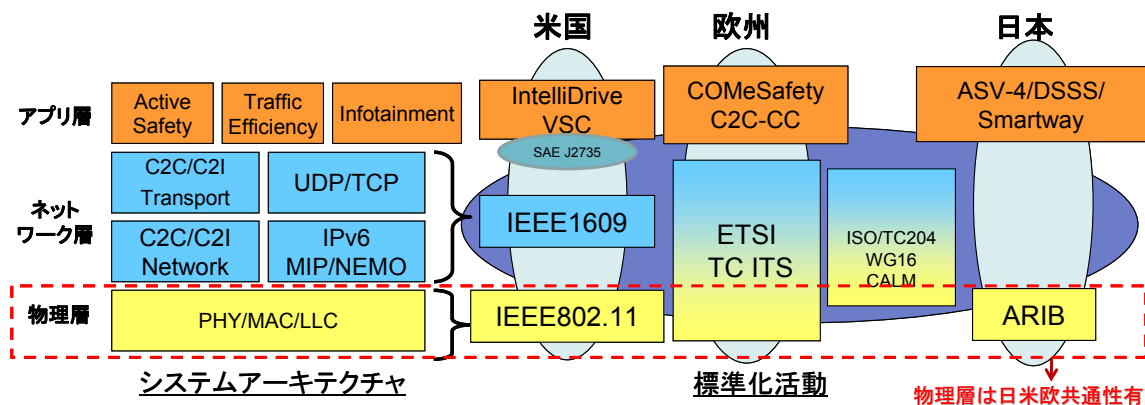 米国
欧州
日本
アプリ層
Active
Safety
Traffic
Efficiency
Infotainment
IntelliDrive
VSC
COMeSafety
C2C-CC
ASV-4/DSSS/
Smartway
SAE J2735
ネット
ワーク層
C2C/C2I
Transport
UDP/TCP
C2C/C2I
Network
IPv6
MIP/NEMO
IEEE1609
ETSI
TC ITS
ISO/TC204
WG16
CALM
物理層
PHY/MAC/LLC
IEEE802.11
ARIB
システムアーキテクチャ
標準化活動
物理層は日米欧共通性有